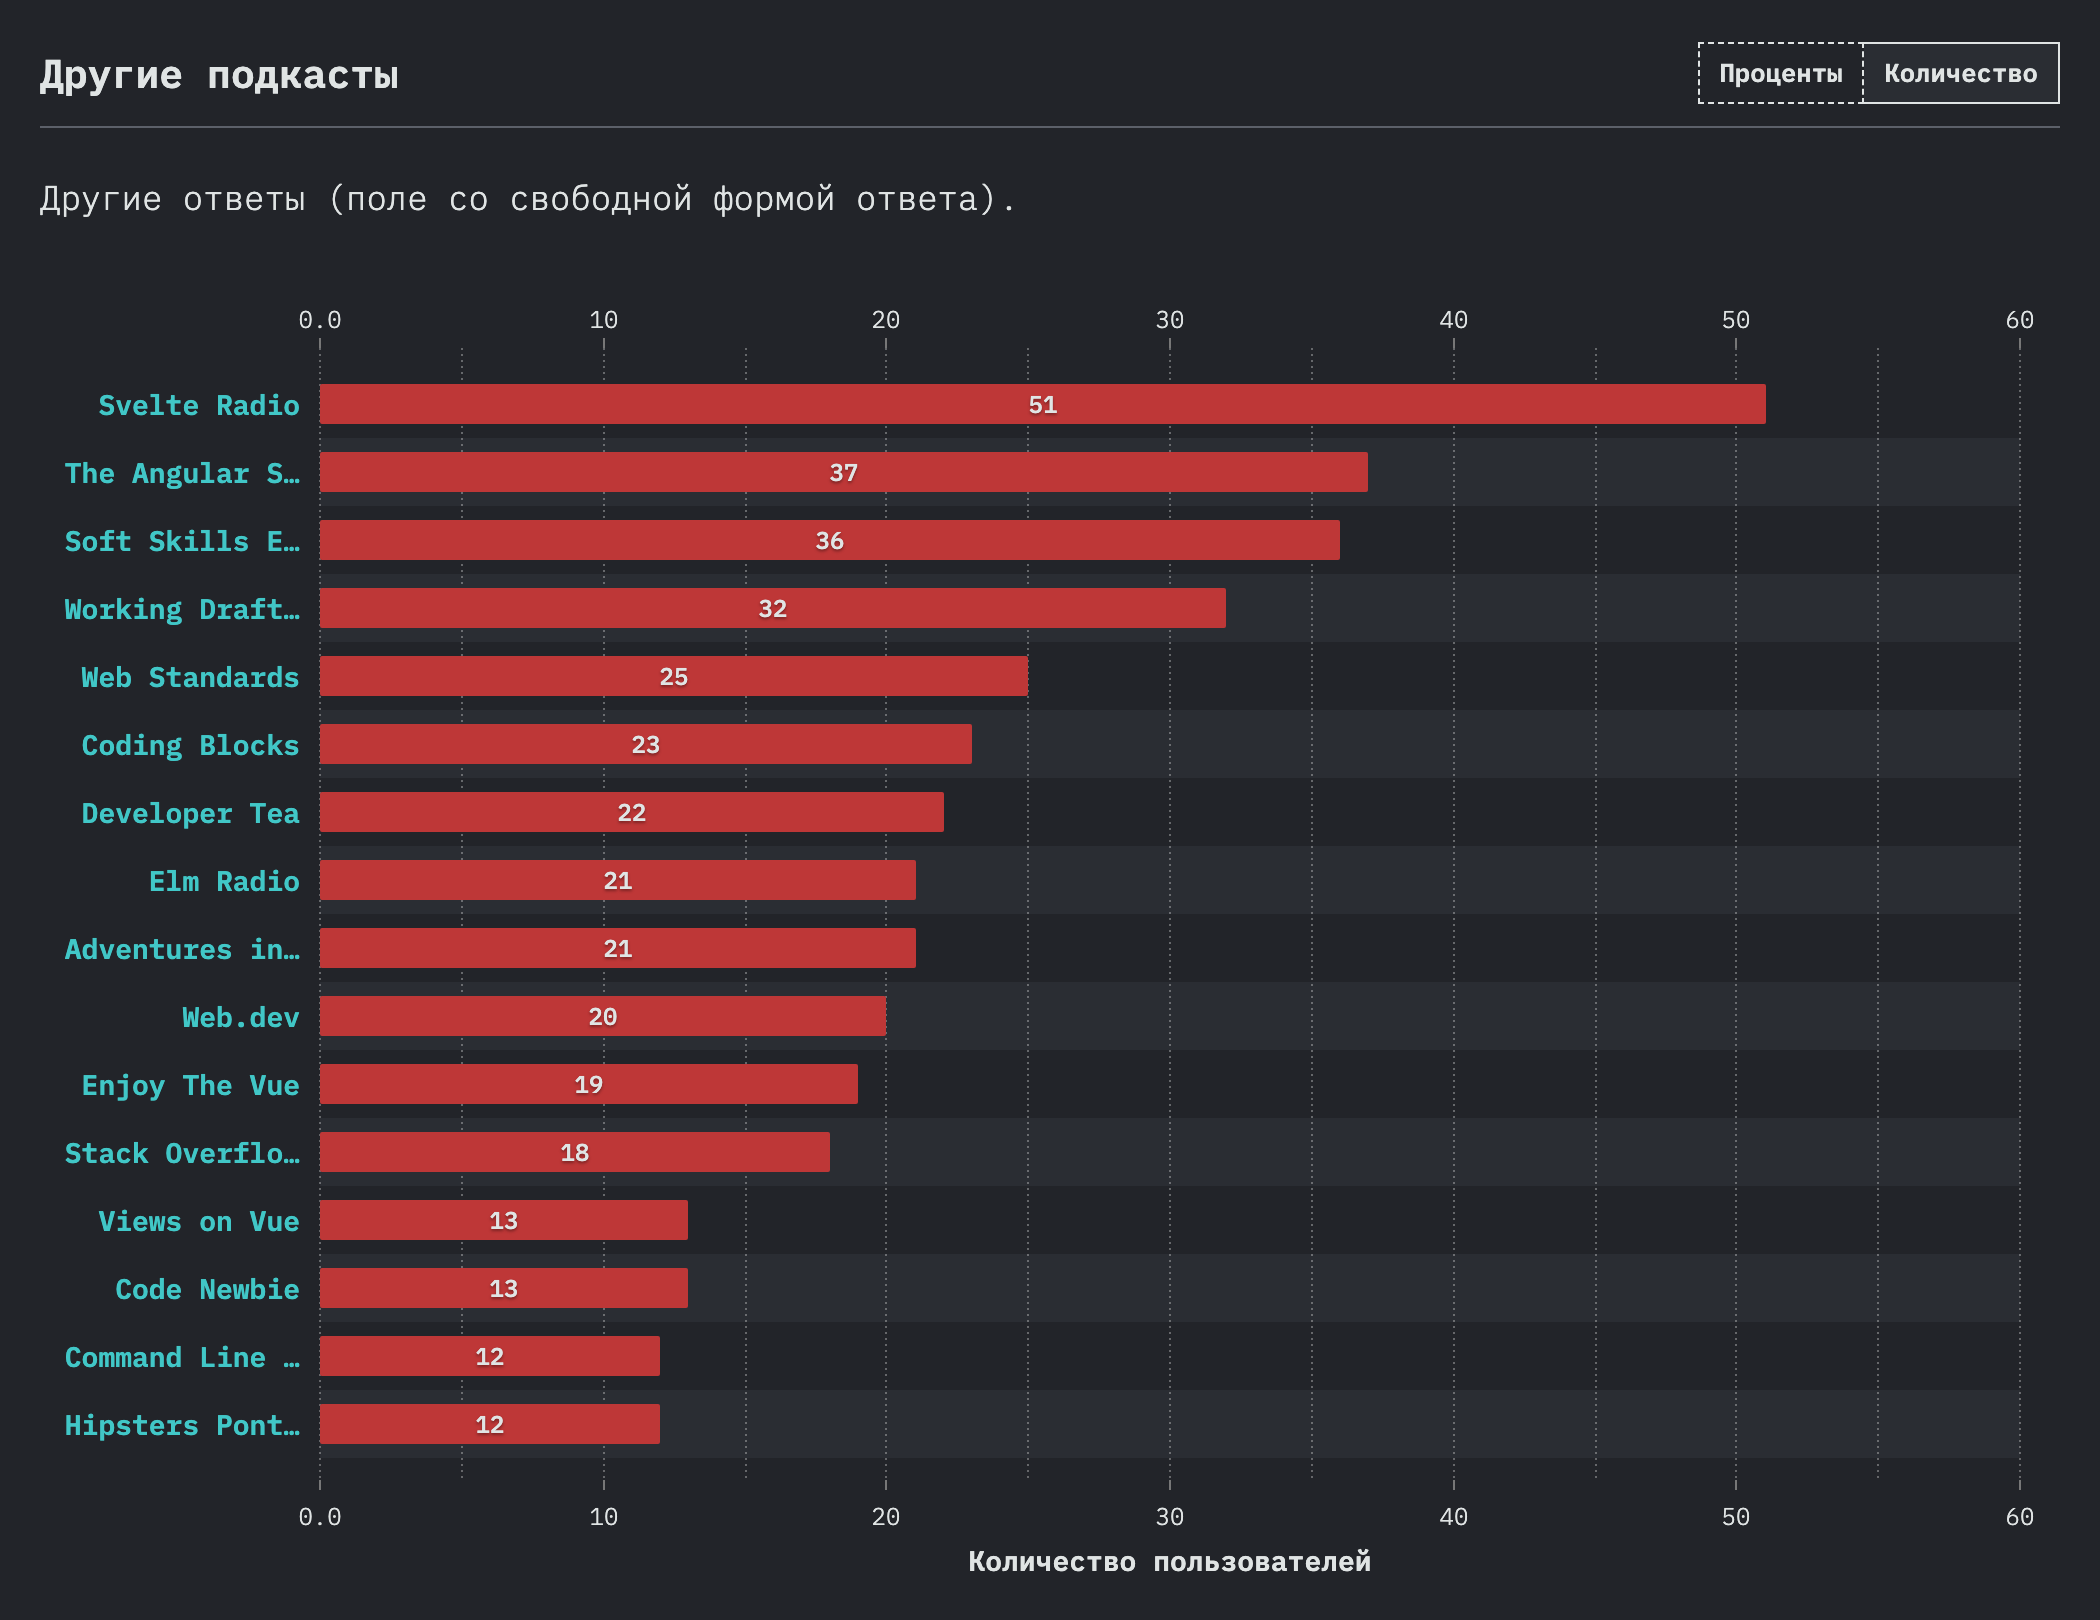 Другие подкасты
Проценты Количество
Другие ответы (поле со свободной формой ответа).
0.0 10 20 30 40 50 60
Svelte Radio 51
The Angular S… 37
Soft Skills E… 36
Working Draft… 32
Web Standards 25
Coding Blocks 23
Developer Tea 22
Elm Radio 21
Adventures in… 21
Web.dev 20
Enjoy The Vue 19
Stack Overflo… 18
Views on Vue 13
Code Newbie 13
Command Line … 12
Hipsters Pont… 12
0.0 10 20 30 40 50 60
Количество пользователей